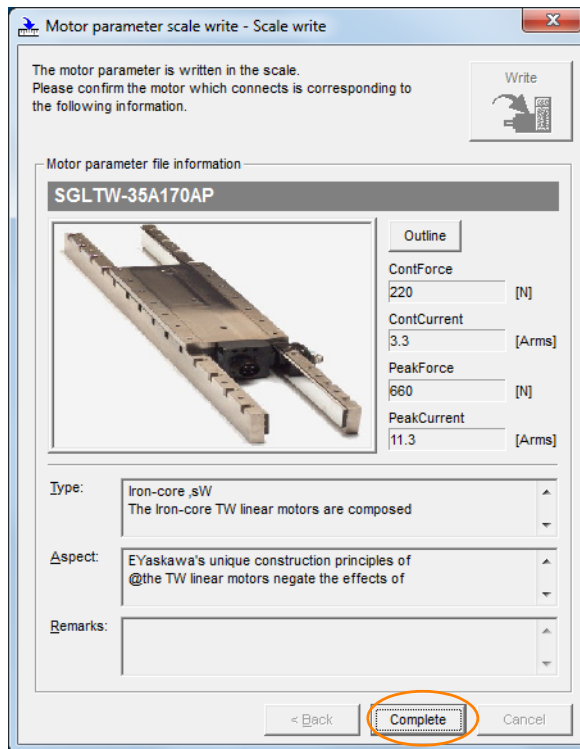 Motor parameter scale write - Scale write
The motor parameter is written in the scale.
Please confirm the motor which connects is corresponding to
the following information.
Write
Motor parameter file information
SGLTW-35A170AP
Outline
ContForce
220 [N]
ContCurrent
3.3 [Arms]
PeakForce
660 [N]
PeakCurrent
11.3 [Arms]
Type:
Iron-core ,sW
The Iron-core TW linear motors are composed
Aspect:
EYaskawa's unique construction principles of
@the TW linear motors negate the effects of
Remarks:
< Back
Complete
Cancel